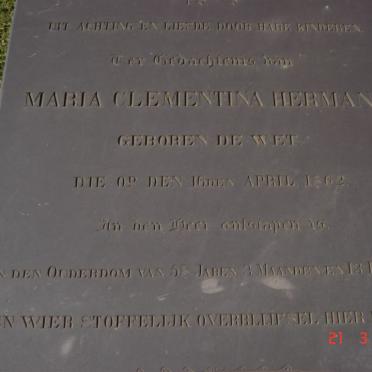 UIT ACHTING EN LIEFDE DOOR HARE KINDEREN.
Ter Gedachtenis van
MARIA CLEMENTINA HERMAN
GEBOREN DE WET
DIE OP DEN 16DEN APRIL 1862.
In den Heer ontslapen is.
N DEN OUDERDOM VAN JAREN 3 MAANDEN EN 13
N WIER STOFFELIJK OVERBLIJFSEL HIER
21 3